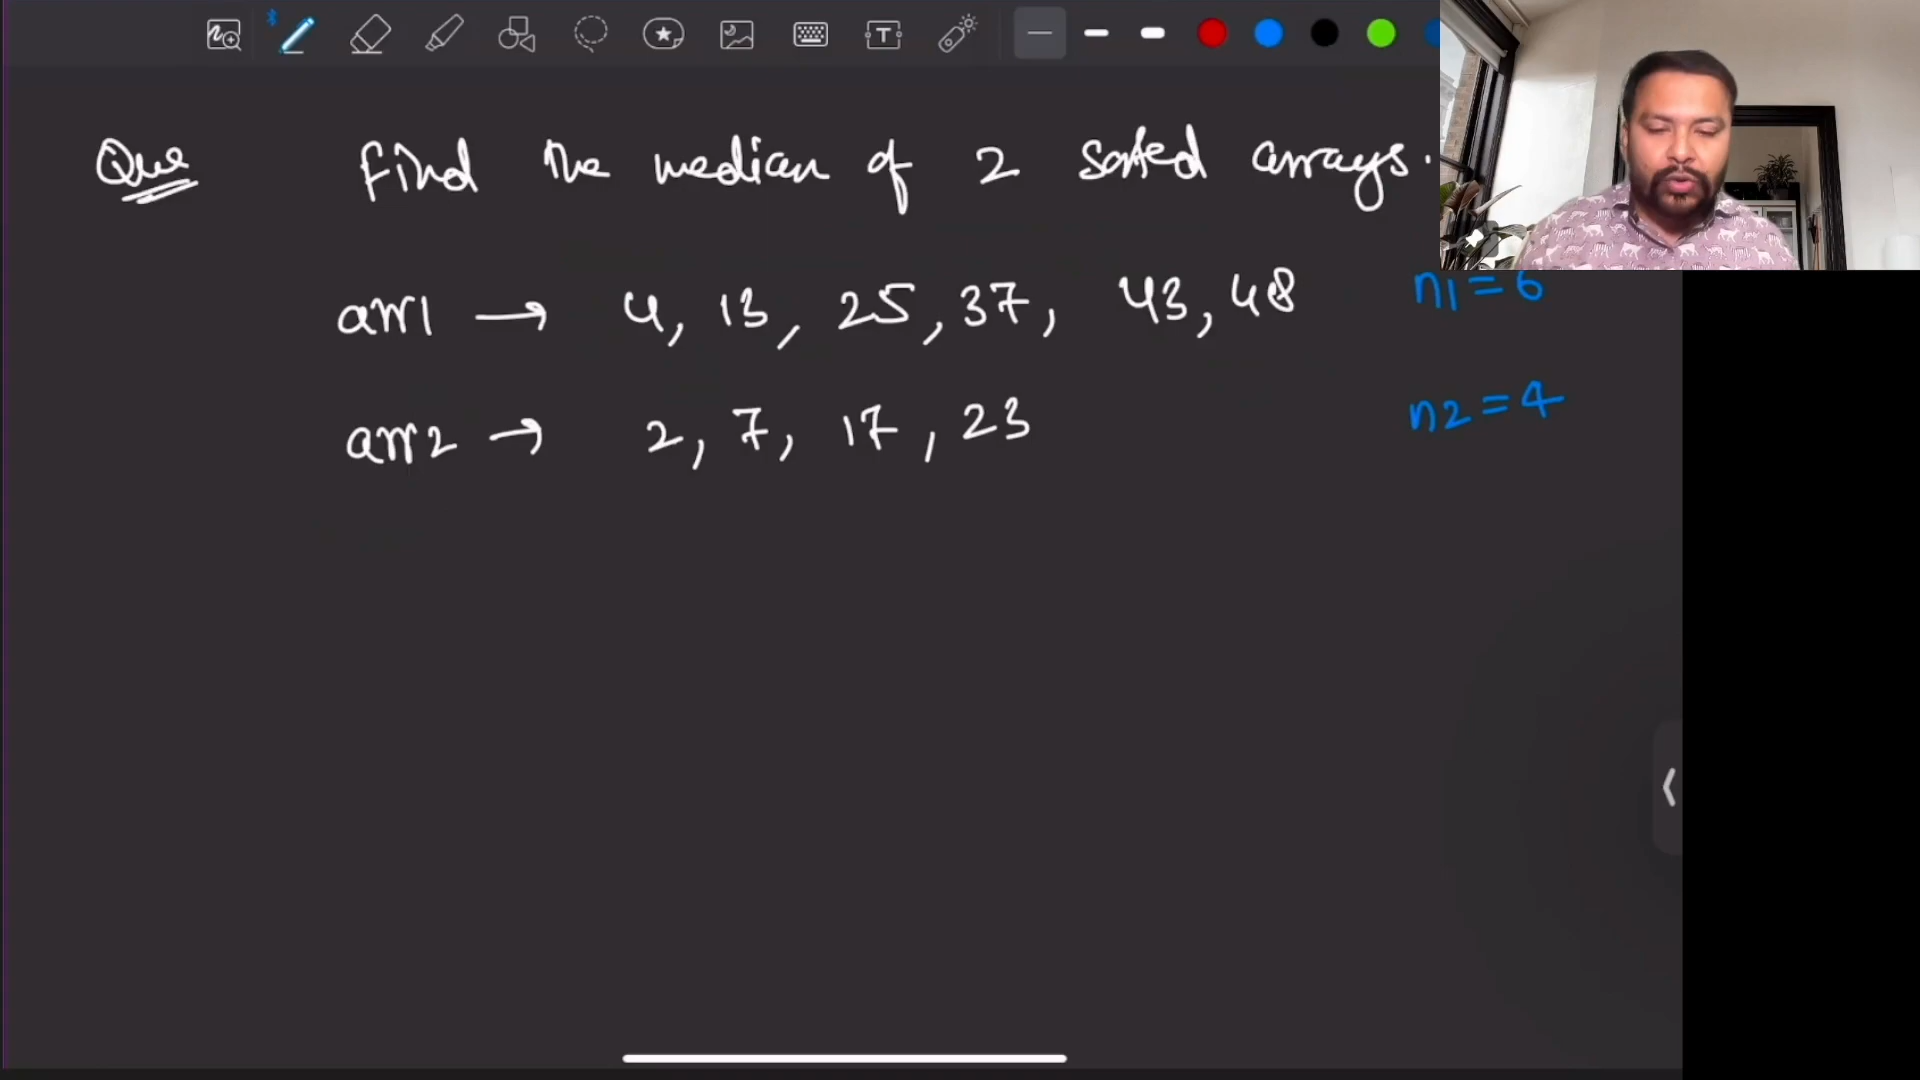 Que Find the median of 2 sorted arrays.
arr1 → 4, 13, 25, 37, 43, 48 n1=6
arr2 → 2, 7, 17, 23 n2=4